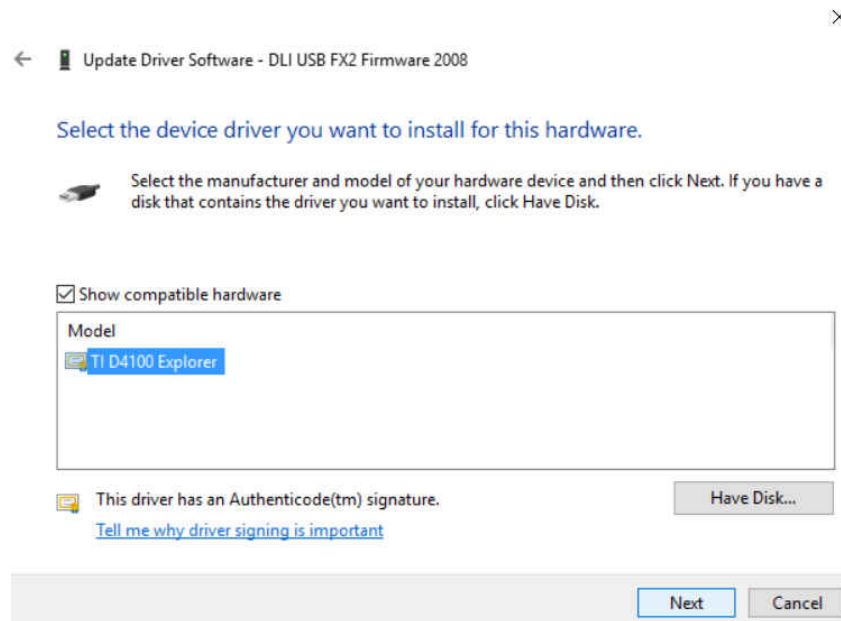 Update Driver Software - DLI USB FX2 Firmware 2008
Select the device driver you want to install for this hardware.
Select the manufacturer and model of your hardware device and then click Next. If you have a
disk that contains the driver you want to install, click Have Disk.
Show compatible hardware
Model
TI D4100 Explorer
This driver has an Authenticode(tm) signature.
Have Disk...
Tell me why driver signing is important
Next
Cancel